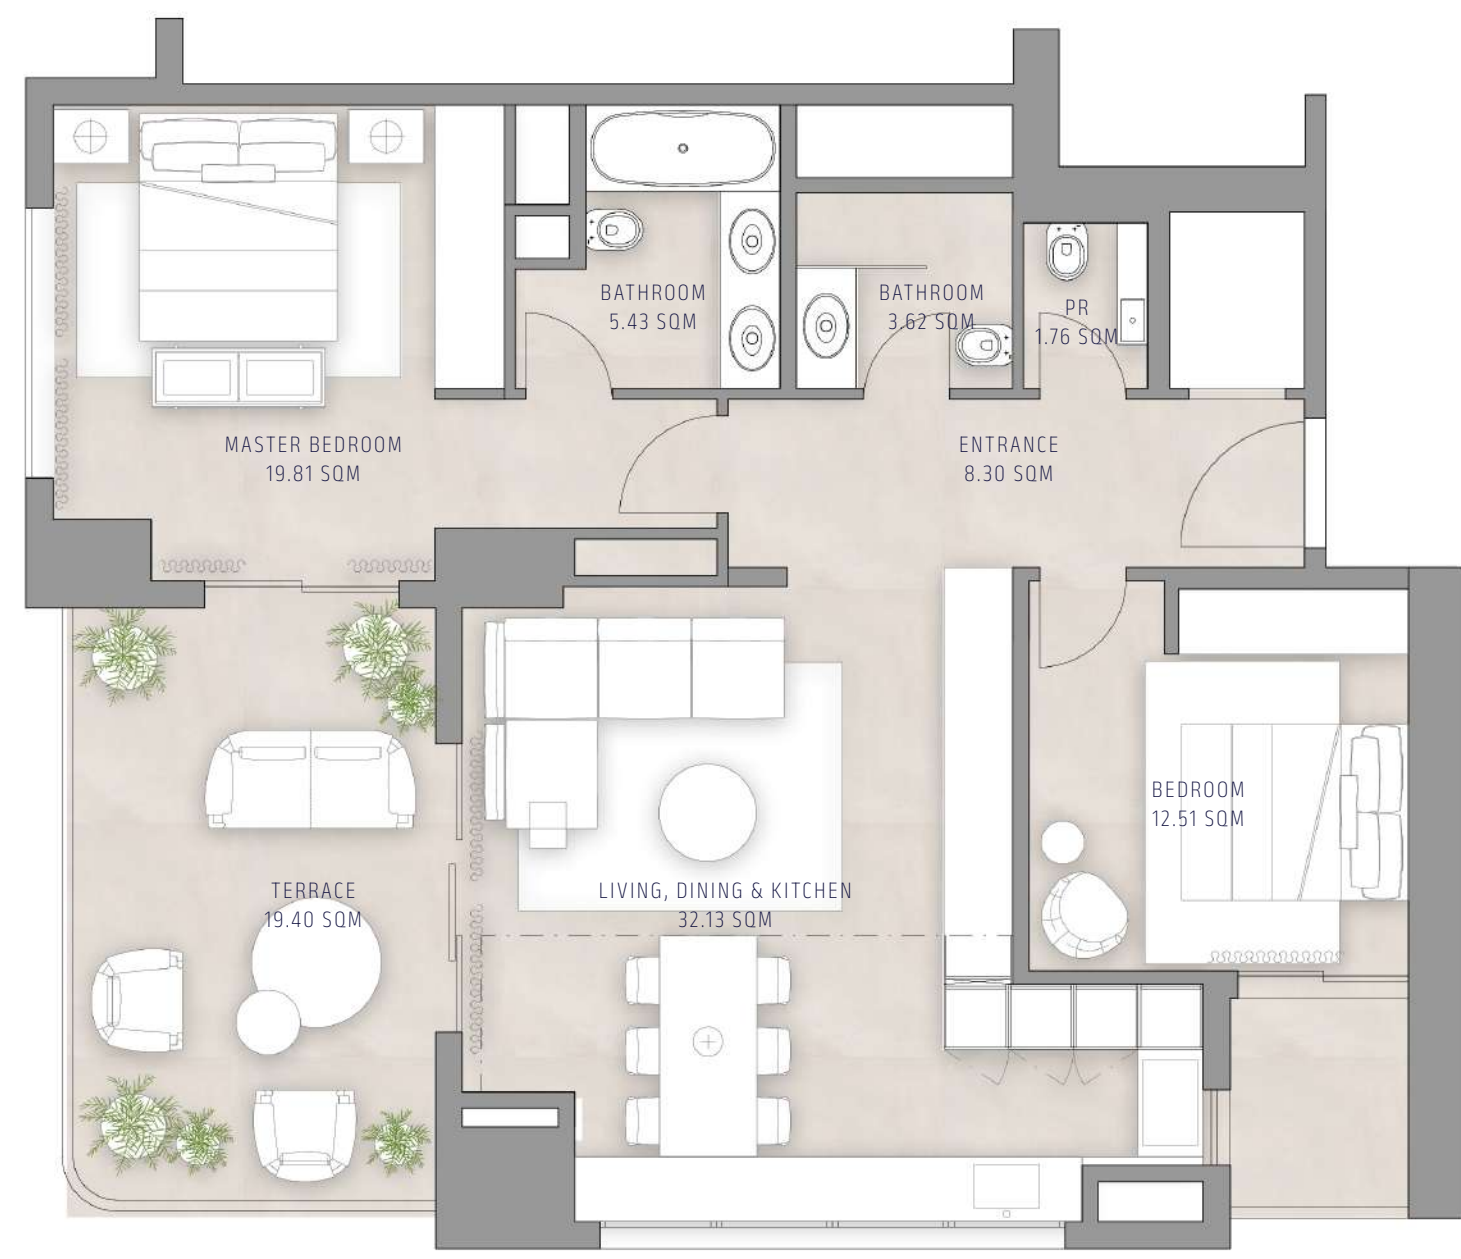 BATHROOM
5.43 SQM
BATHROOM
3.62 SQM
PR
1.76 SQM
MASTER BEDROOM
19.81 SQM
ENTRANCE
8.30 SQM
BEDROOM
12.51 SQM
TERRACE
19.40 SQM
LIVING, DINING & KITCHEN
32.13 SQM